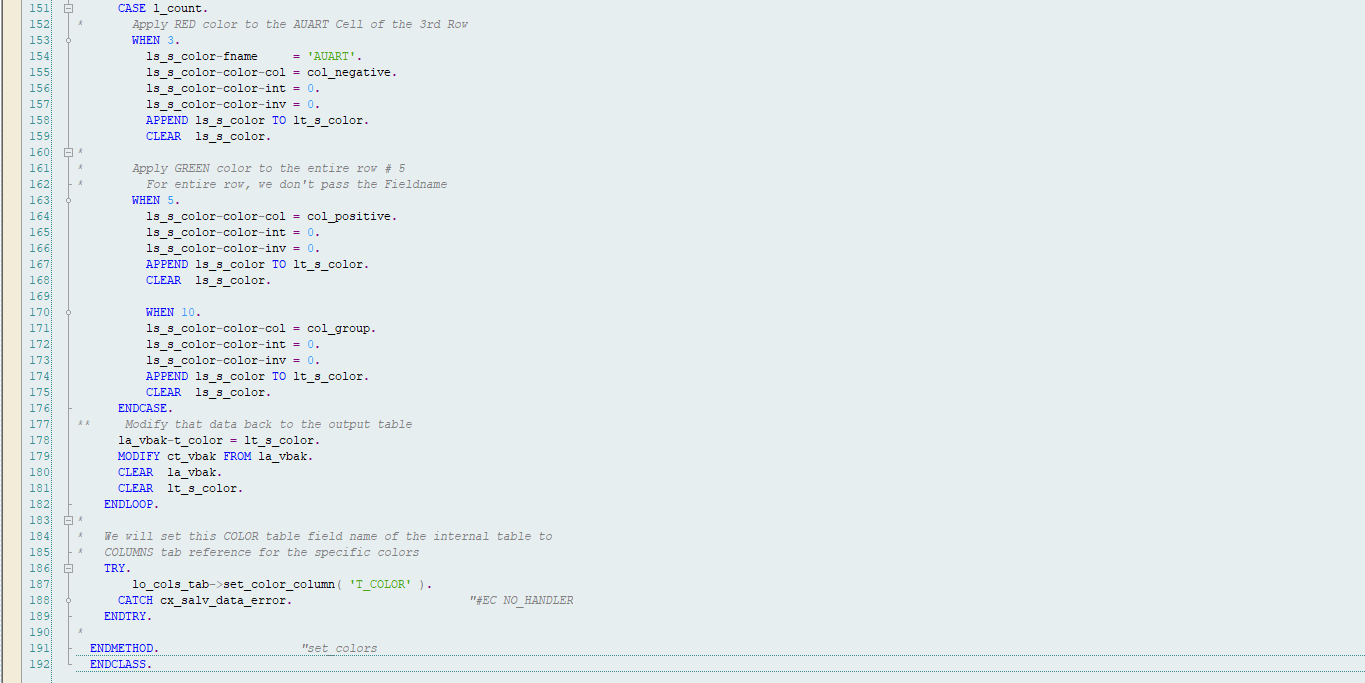 151 CASE l_count.
152 *       Apply RED color to the AUART Cell of the 3rd Row
153 WHEN 3.
154 ls_s_color-fname     = 'AUART'.
155 ls_s_color-color-col = col_negative.
156 ls_s_color-color-int = 0.
157 ls_s_color-color-inv = 0.
158 APPEND ls_s_color TO lt_s_color.
159 CLEAR  ls_s_color.
160 *
161 *       Apply GREEN color to the entire row # 5
162 *         For entire row, we don't pass the Fieldname
163 WHEN 5.
164 ls_s_color-color-col = col_positive.
165 ls_s_color-color-int = 0.
166 ls_s_color-color-inv = 0.
167 APPEND ls_s_color TO lt_s_color.
168 CLEAR  ls_s_color.
169
170 WHEN 10.
171 ls_s_color-color-col = col_group.
172 ls_s_color-color-int = 0.
173 ls_s_color-color-inv = 0.
174 APPEND ls_s_color TO lt_s_color.
175 CLEAR  ls_s_color.
176 ENDCASE.
177 **     Modify that data back to the output table
178 la_vbak-t_color = lt_s_color.
179 MODIFY ct_vbak FROM la_vbak.
180 CLEAR  la_vbak.
181 CLEAR  lt_s_color.
182 ENDLOOP.
183 *
184 *   We will set this COLOR table field name of the internal table to
185 *   COLUMNS tab reference for the specific colors
186 TRY.
187 lo_cols_tab->set_color_column( 'T_COLOR' ).
188 CATCH cx_salv_data_error.                         "#EC NO_HANDLER
189 ENDTRY.
190 *
191 ENDMETHOD.                    "set_colors
192 ENDCLASS.